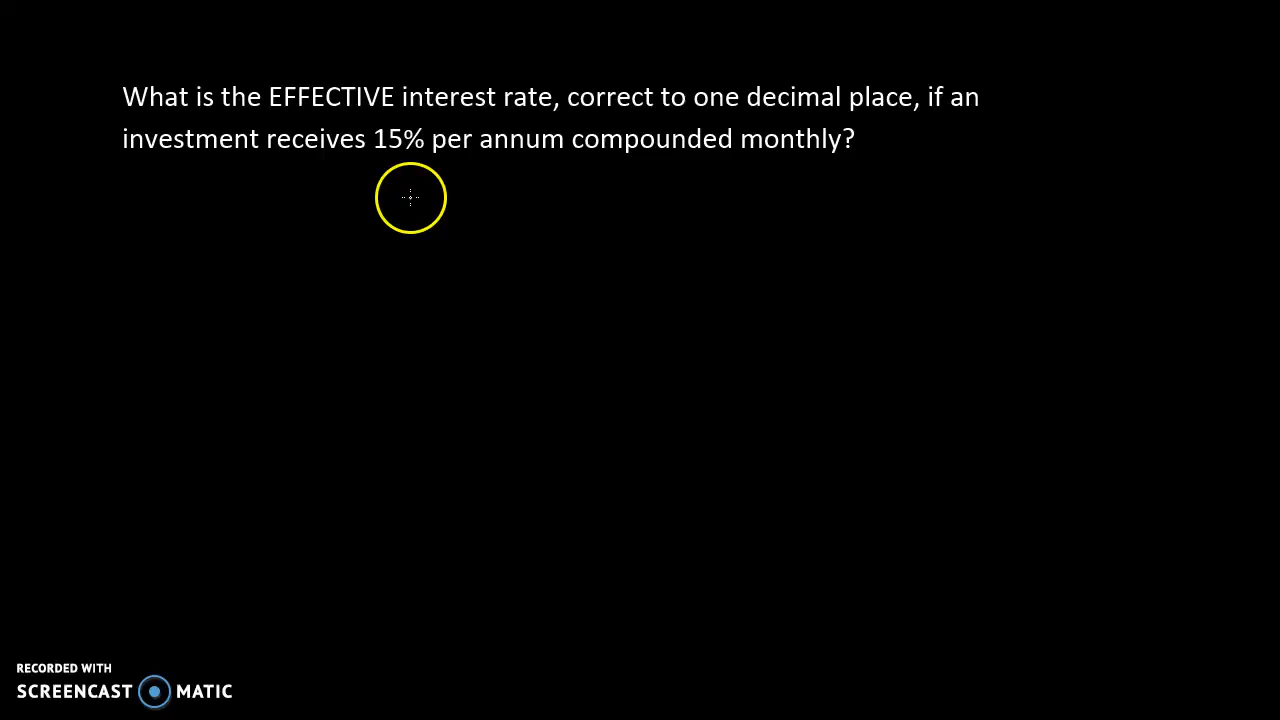 What is the EFFECTIVE interest rate, correct to one decimal place, if an
investment receives 15% per annum compounded monthly?
RECORDED WITH
SCREENCAST MATIC